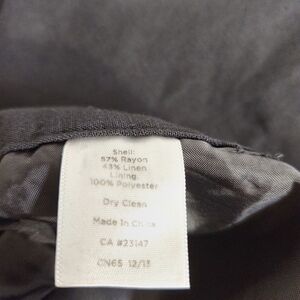 Shell:
57% Rayon
43% Linen
Lining:
100% Polyester
Dry Clean
Made in China
CA #23147
CN65 12/13